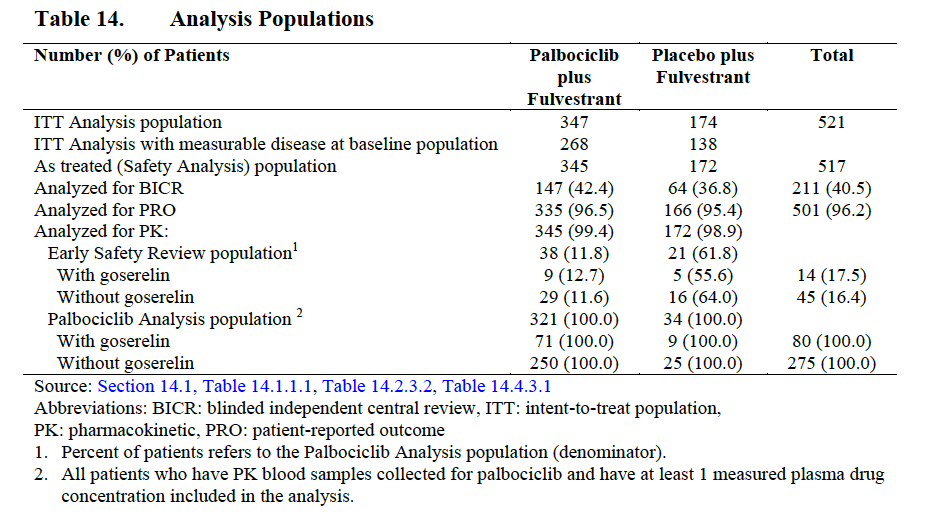 Table 14. Analysis Populations
Number (%) of Patients Palbociclib Placebo plus Total
plus Fulvestrant
Fulvestrant
ITT Analysis population 347 174 521
ITT Analysis with measurable disease at baseline population 268 138
As treated (Safety Analysis) population 345 172 517
Analyzed for BICR 147 (42.4) 64 (36.8) 211 (40.5)
Analyzed for PRO 335 (96.5) 166 (95.4) 501 (96.2)
Analyzed for PK: 345 (99.4) 172 (98.9)
Early Safety Review population1 38 (11.8) 21 (61.8)
With goserelin 9 (12.7) 5 (55.6) 14 (17.5)
Without goserelin 29 (11.6) 16 (64.0) 45 (16.4)
Palbociclib Analysis population 2 321 (100.0) 34 (100.0)
With goserelin 71 (100.0) 9 (100.0) 80 (100.0)
Without goserelin 250 (100.0) 25 (100.0) 275 (100.0)
Source: Section 14.1, Table 14.1.1.1, Table 14.2.3.2, Table 14.4.3.1
Abbreviations: BICR: blinded independent central review, ITT: intent-to-treat population,
PK: pharmacokinetic, PRO: patient-reported outcome
1. Percent of patients refers to the Palbociclib Analysis population (denominator).
2. All patients who have PK blood samples collected for palbociclib and have at least 1 measured plasma drug
concentration included in the analysis.